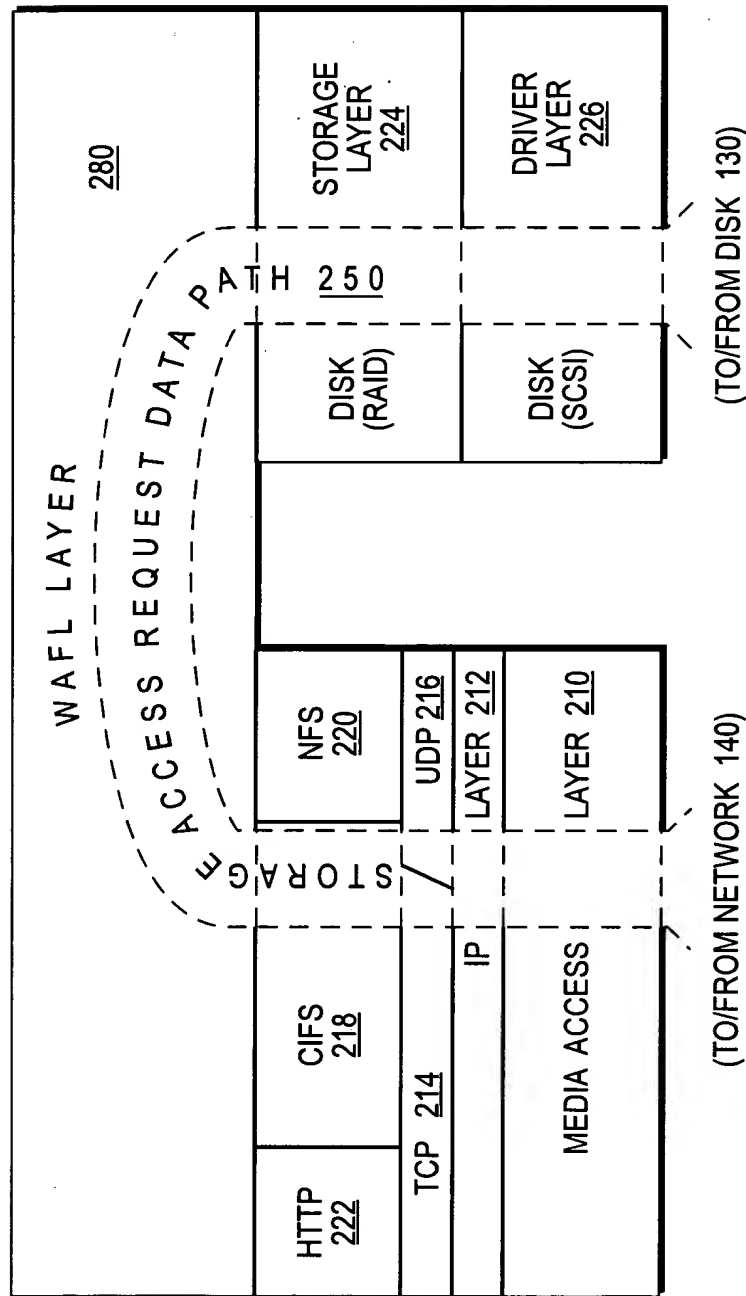 WAFL LAYER
280
STORAGE ACCESS REQUEST DATA PATH 250
HTTP
222
CIFS
218
NFS
220
TCP 214
UDP 216
IP
LAYER 212
MEDIA ACCESS
LAYER 210
(TO/FROM NETWORK 140)
DISK
(RAID)
STORAGE
LAYER
224
DISK
(SCSI)
DRIVER
LAYER
226
(TO/FROM DISK 130)